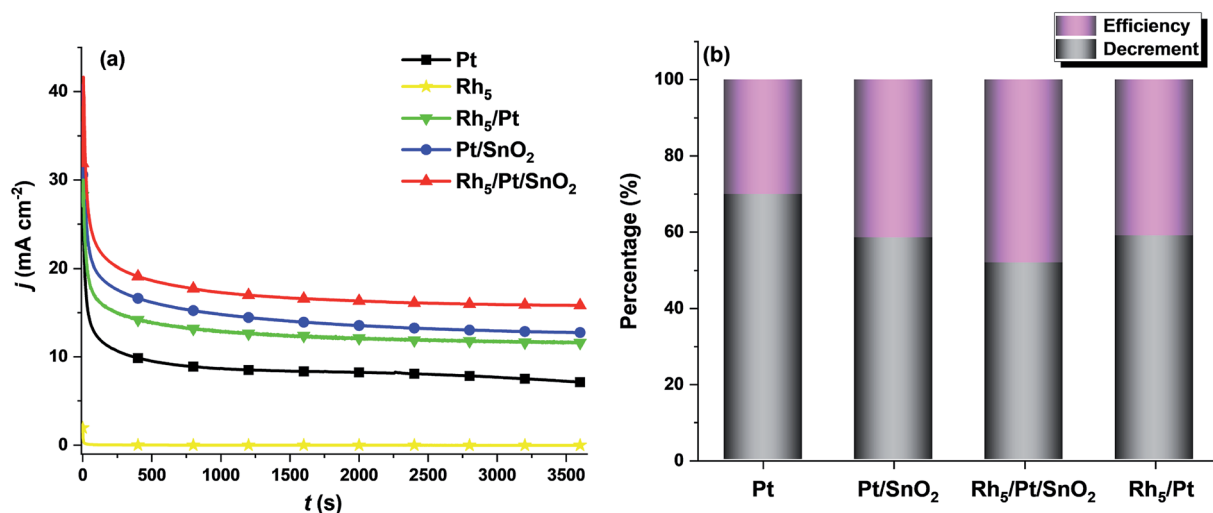 (a)
Pt
Rh₅
Rh₅/Pt
Pt/SnO₂
Rh₅/Pt/SnO₂
j (mA cm⁻²)
40
30
20
10
0
0 500 1000 1500 2000 2500 3000 3500
t (s)
(b)
Efficiency
Decrement
Percentage (%)
100
80
60
40
20
0
Pt Pt/SnO₂ Rh₅/Pt/SnO₂ Rh₅/Pt